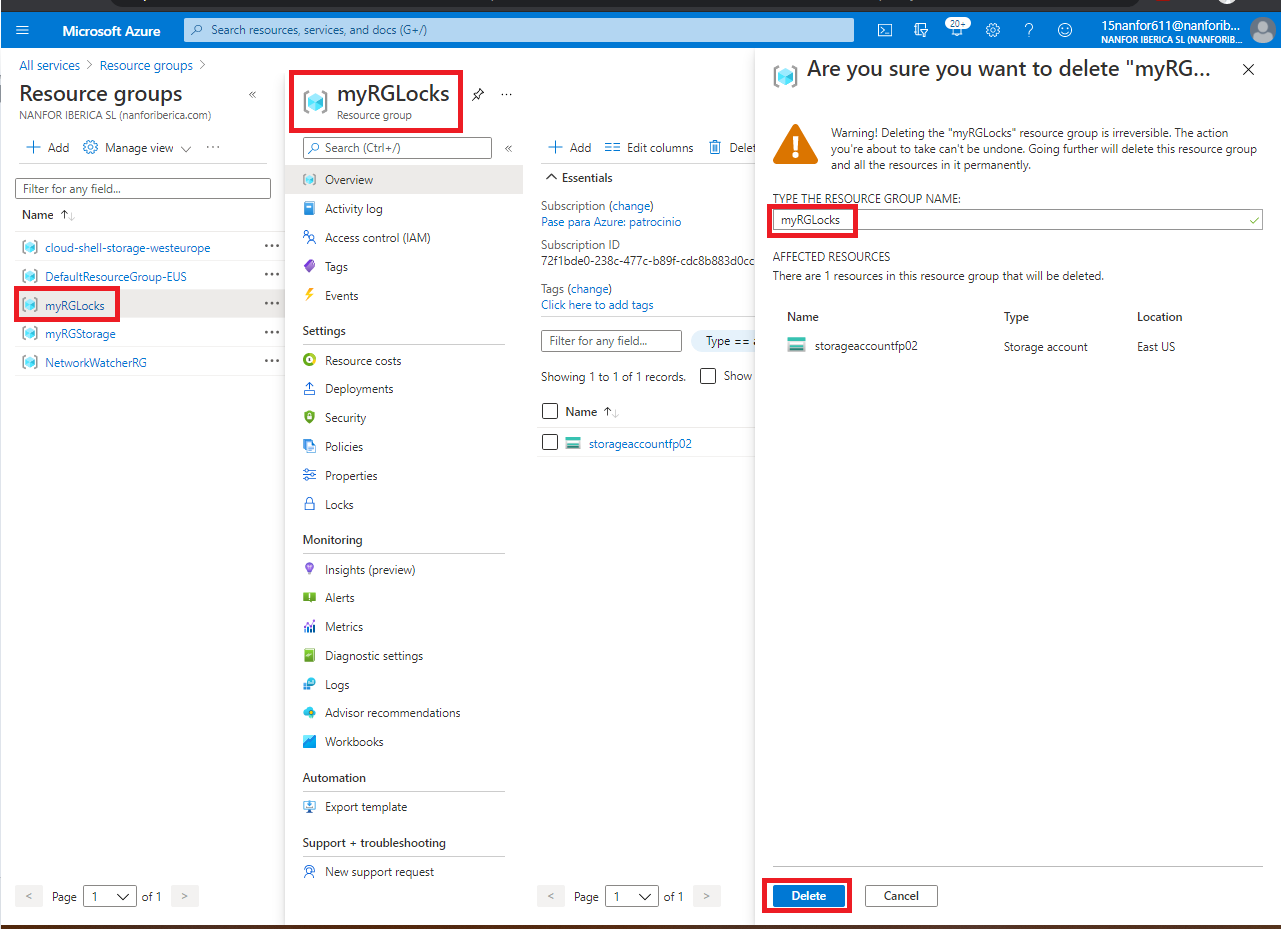 Microsoft Azure
Search resources, services, and docs (G+/)
20+
15nanfor611@nanforib...
NANFOR IBERICA SL (NANFORIB...
All services > Resource groups >
Resource groups
NANFOR IBERICA SL (nanforiberica.com)
Add
Manage view
Filter for any field...
Name
cloud-shell-storage-westeurope
DefaultResourceGroup-EUS
myRGLocks
myRGStorage
NetworkWatcherRG
< Page 1 of 1 >
myRGLocks
Resource group
Search (Ctrl+/)
Overview
Activity log
Access control (IAM)
Tags
Events
Settings
Resource costs
Deployments
Security
Policies
Properties
Locks
Monitoring
Insights (preview)
Alerts
Metrics
Diagnostic settings
Logs
Advisor recommendations
Workbooks
Automation
Export template
Support + troubleshooting
New support request
Add
Edit columns
Delet
Essentials
Subscription (change)
Pase para Azure: patrocinio
Subscription ID
72f1bde0-238c-477c-b89f-cdc8b883d0cc
Tags (change)
Click here to add tags
Filter for any field...
Type == a
Showing 1 to 1 of 1 records.
Show
Name
storageaccountfp02
< Page 1 of 1 >
Are you sure you want to delete "myRG...
Warning! Deleting the "myRGLocks" resource group is irreversible. The action
you're about to take can't be undone. Going further will delete this resource group
and all the resources in it permanently.
TYPE THE RESOURCE GROUP NAME:
myRGLocks
AFFECTED RESOURCES
There are 1 resources in this resource group that will be deleted.
Name Type Location
storageaccountfp02 Storage account East US
Delete
Cancel